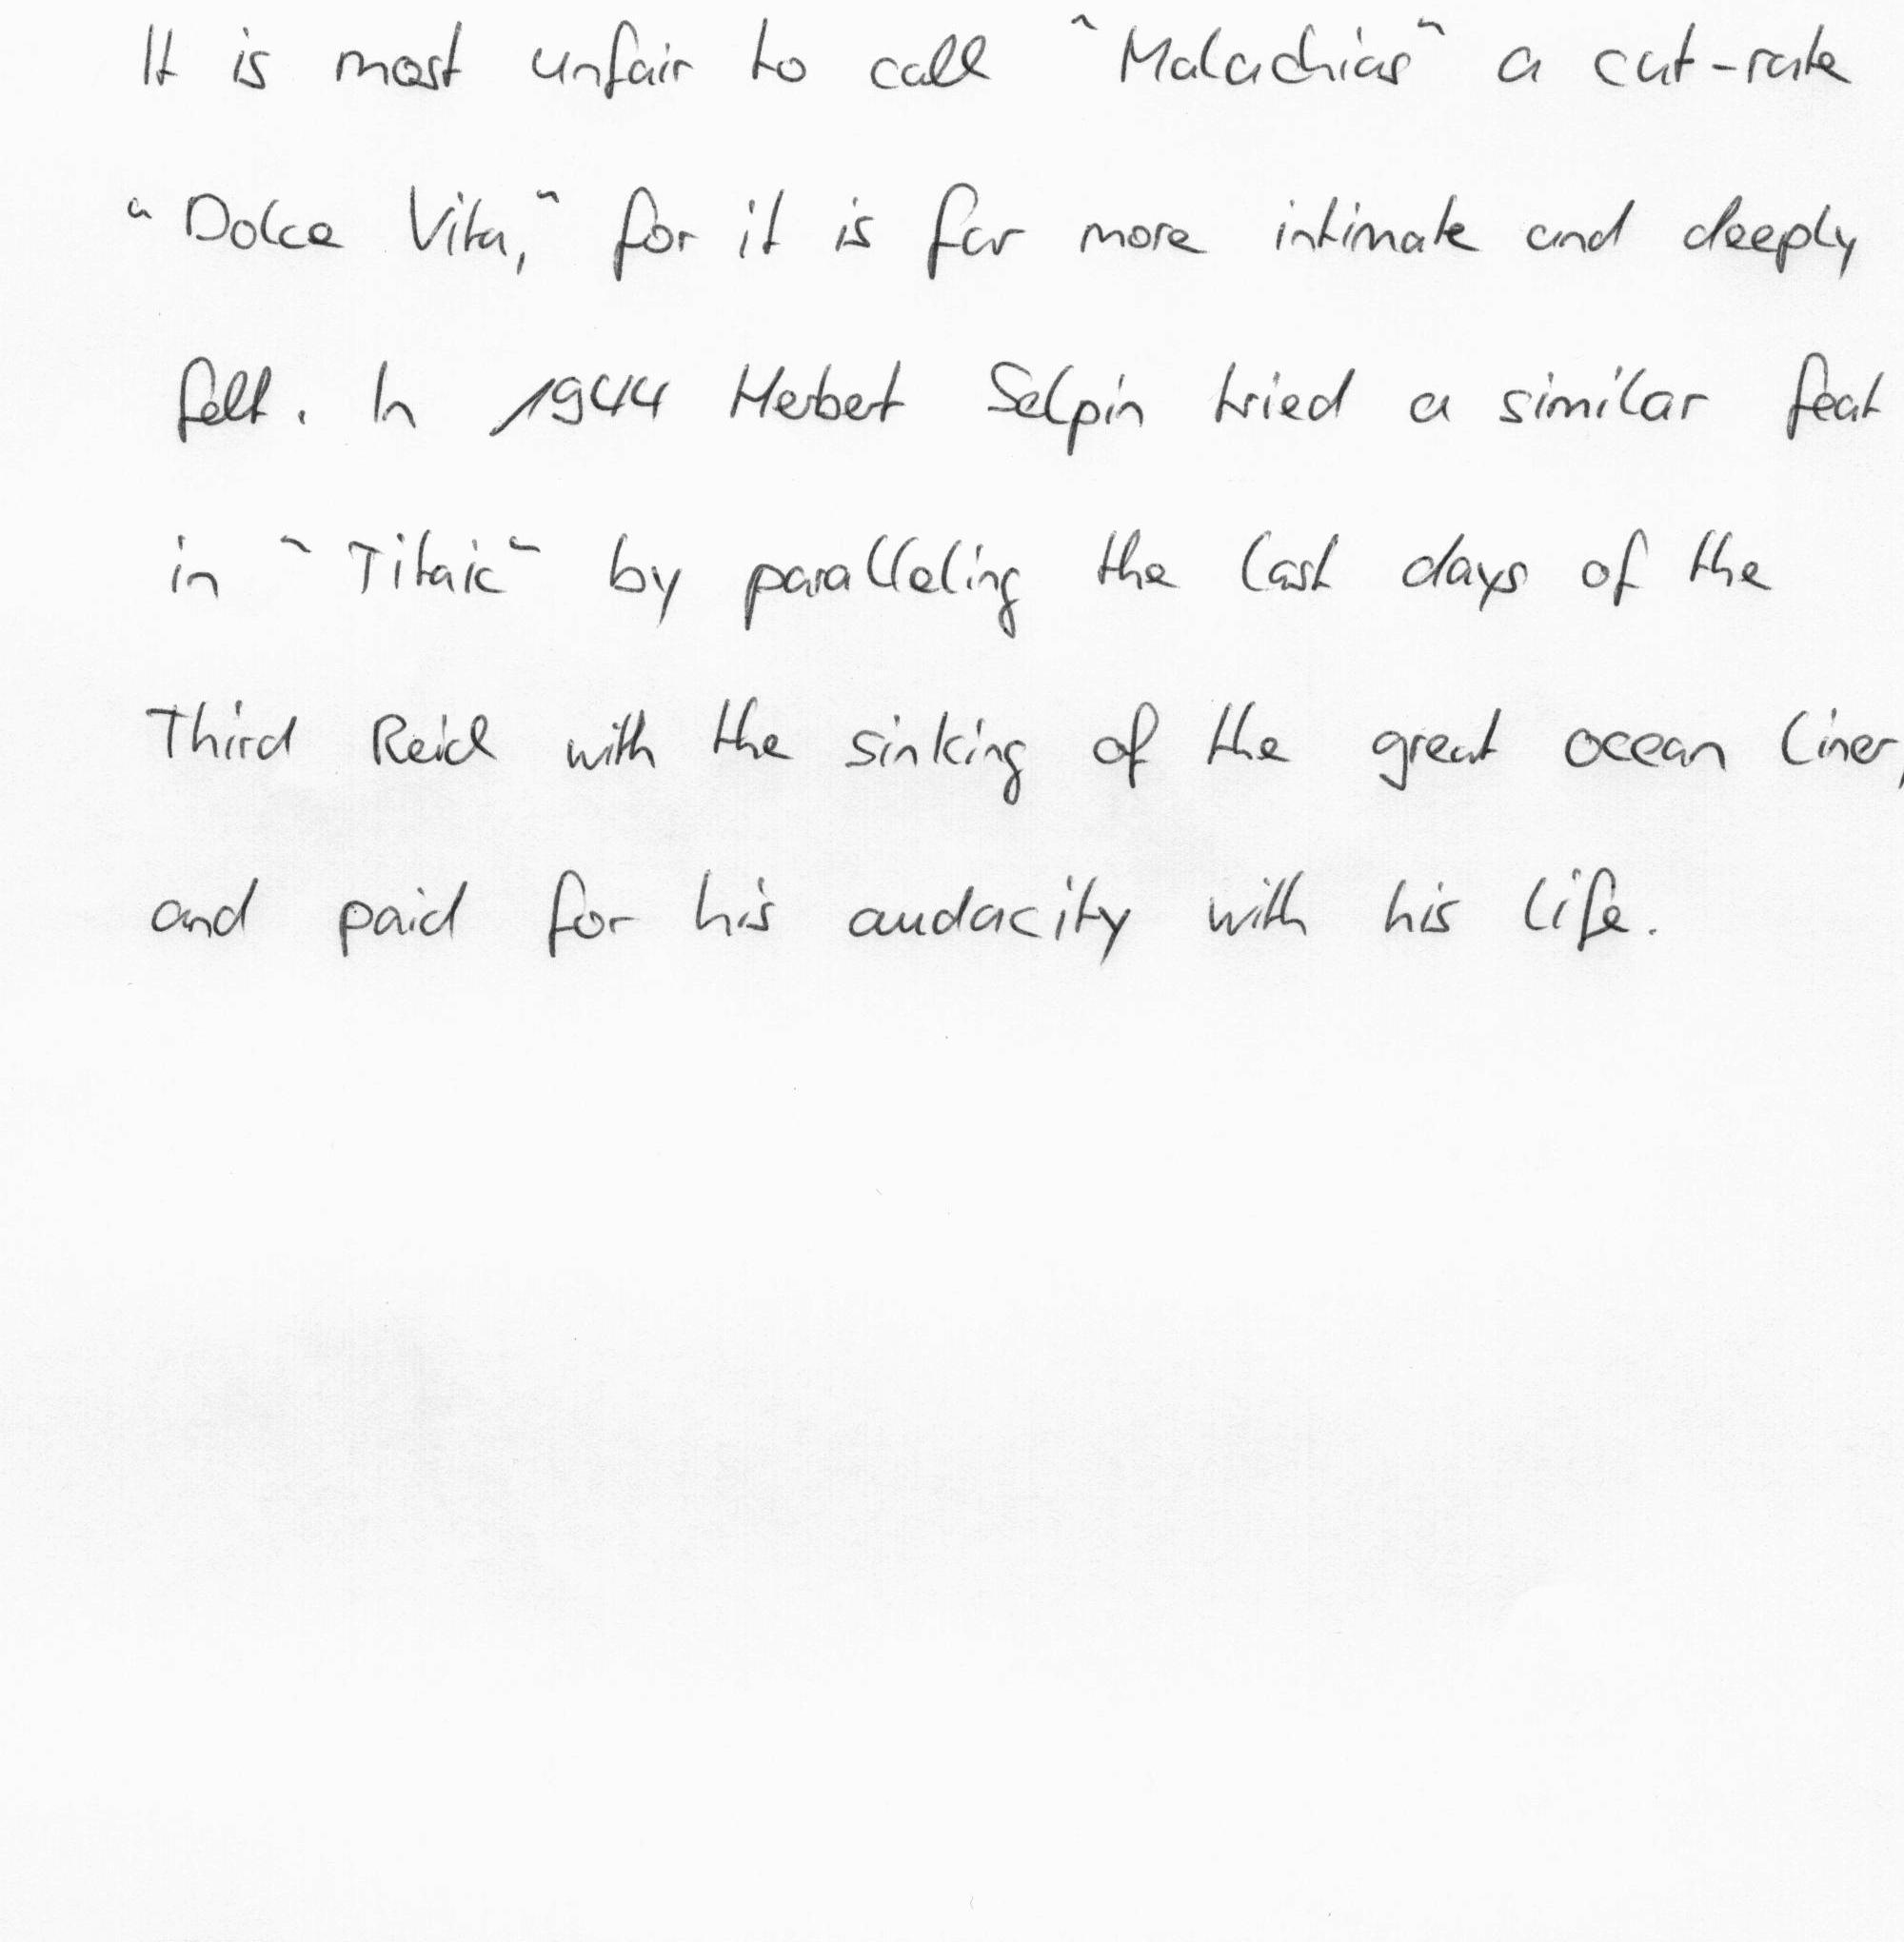 It is most unfair to call "Malachias" a cut-rate
"Dolce Vita," for it is far more intimate and deeply
felt. In 1944 Herbert Selpin tried a similar feat
in "Titaic" by paralleling the last days of the
Third Reich with the sinking of the great ocean liner,
and paid for his audacity with his life.